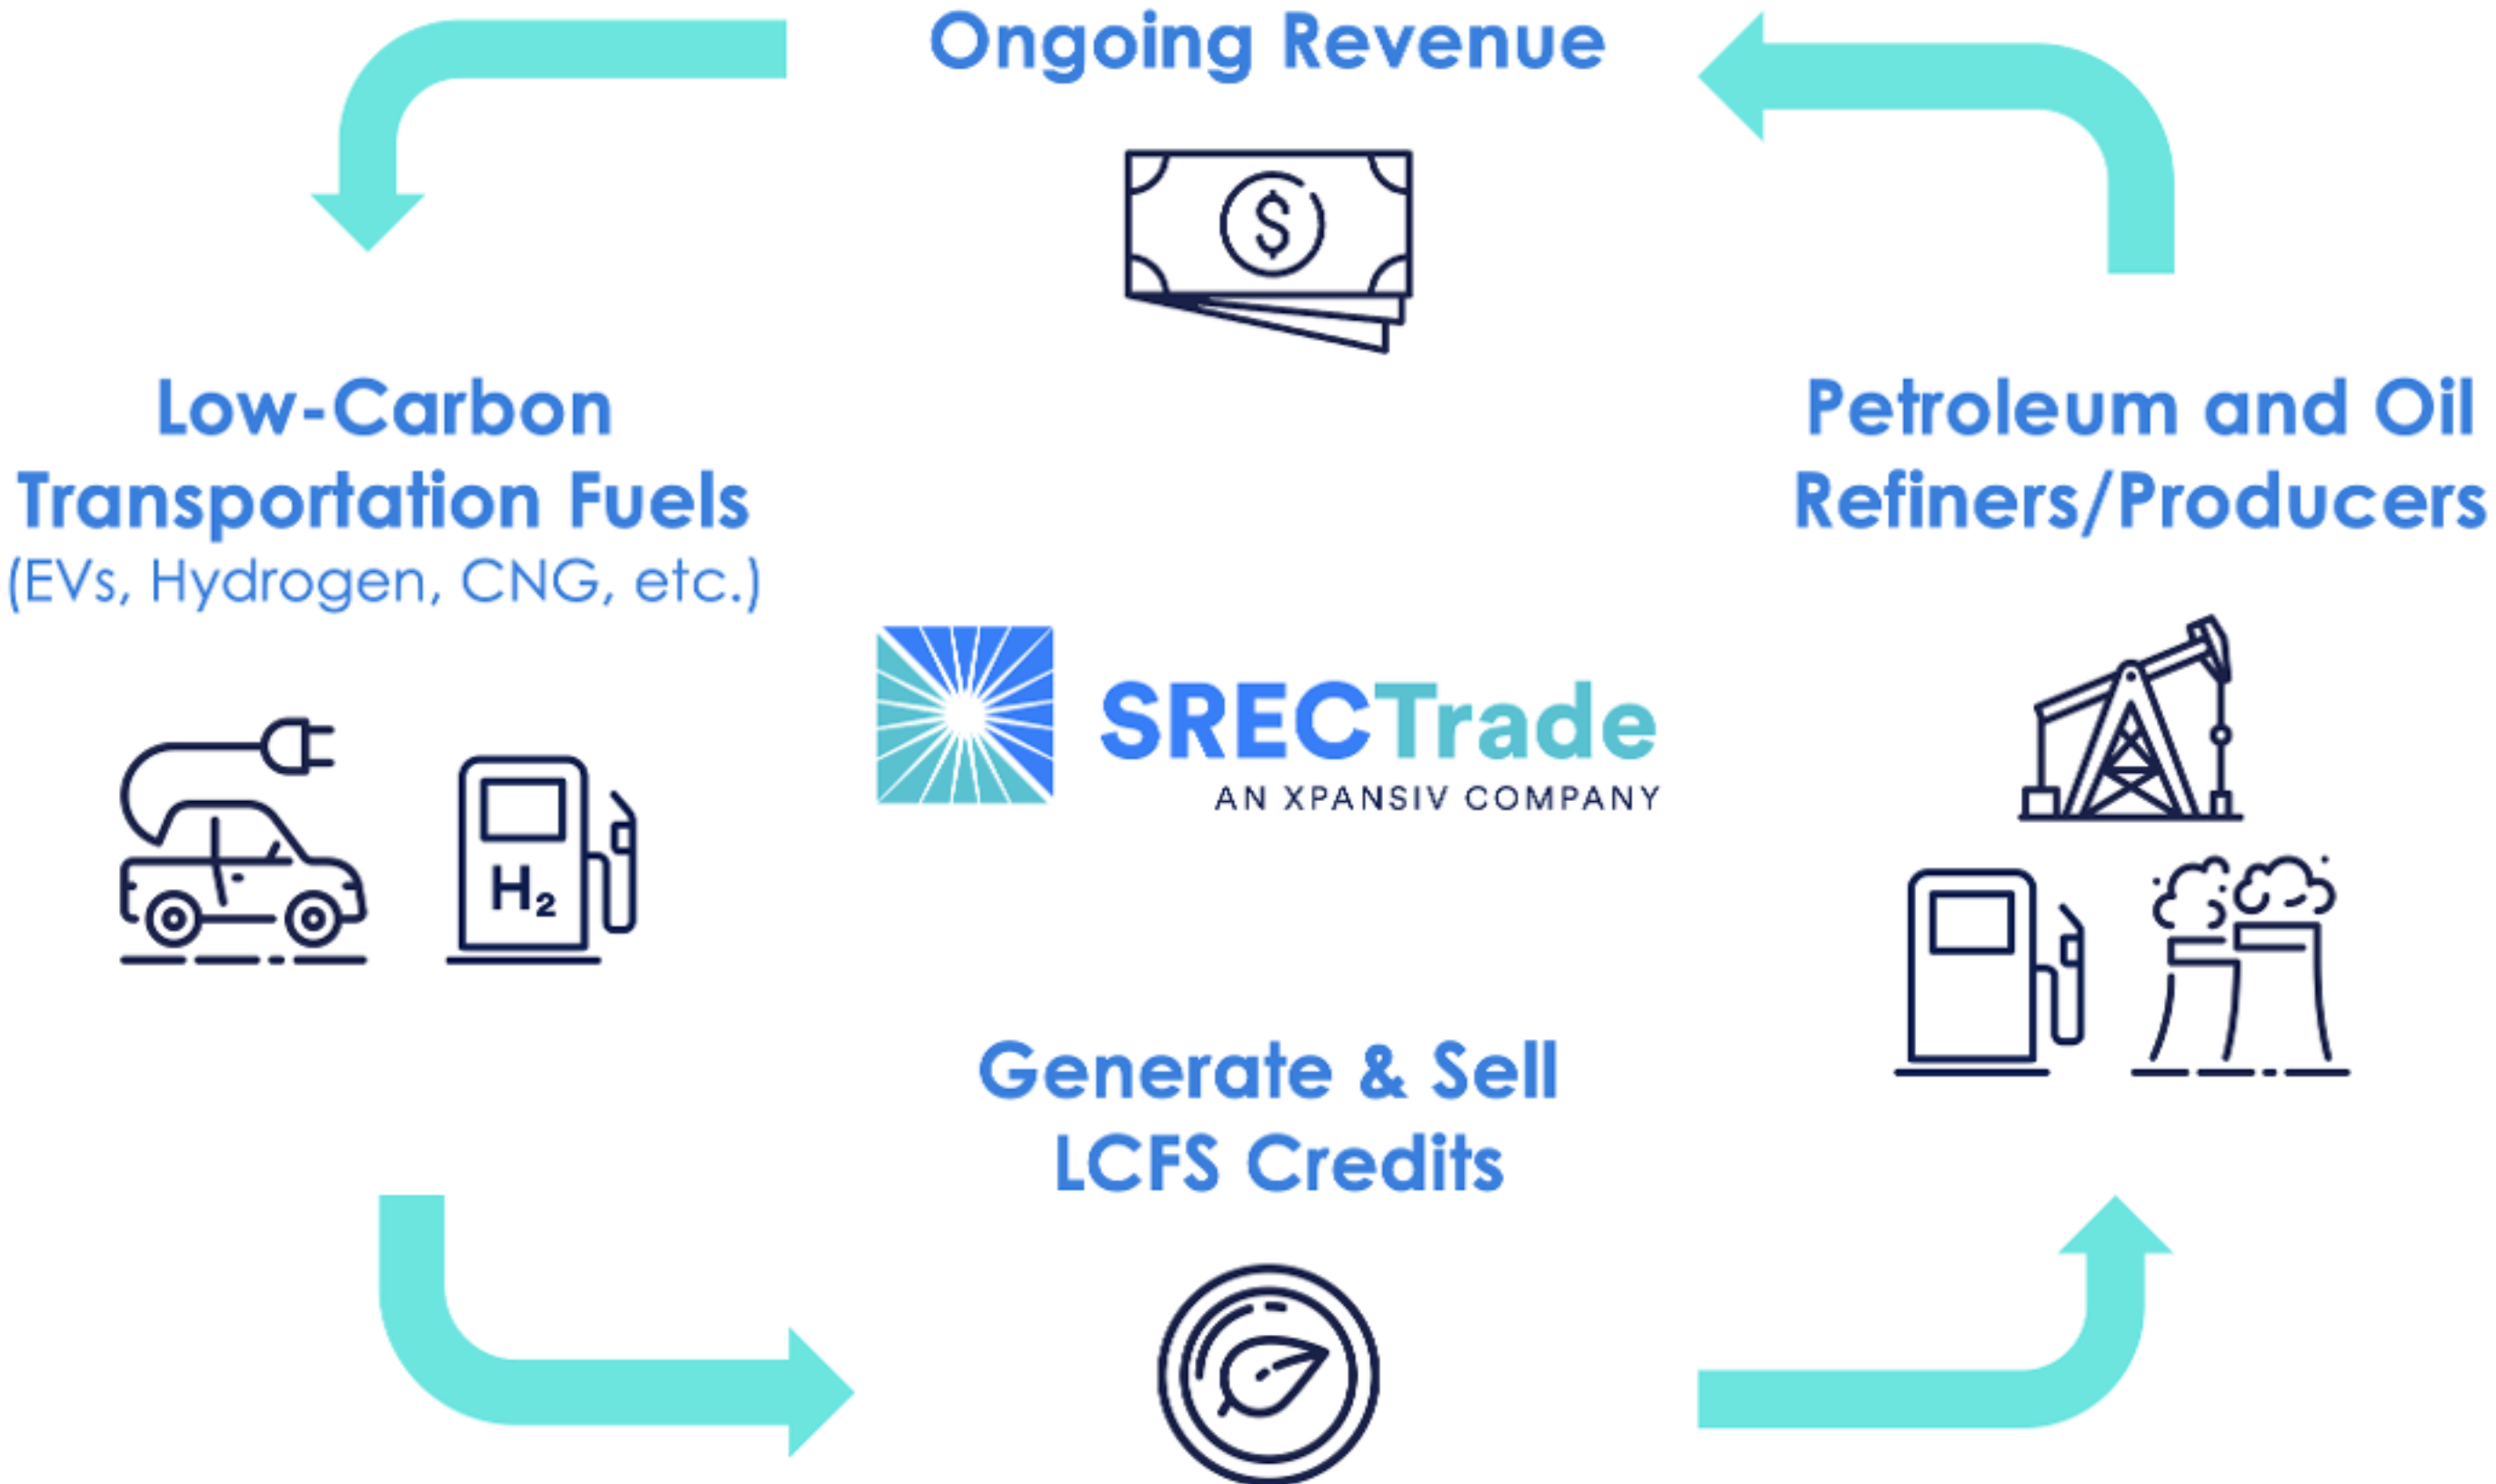 Ongoing Revenue
Low-Carbon
Transportation Fuels
(EVs, Hydrogen, CNG, etc.)
Petroleum and Oil
Refiners/Producers
SRECTrade
AN XPANSIV COMPANY
H₂
Generate & Sell
LCFS Credits